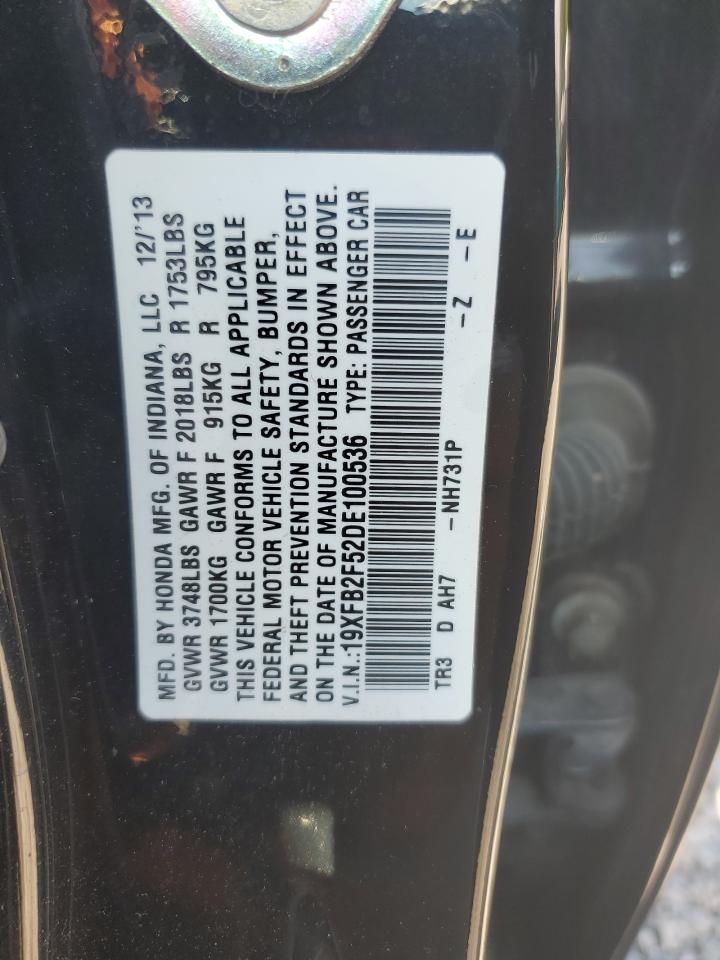 MFD. BY HONDA MFG. OF INDIANA, LLC 12/'13
GVWR 3748LBS GAWR F 2018LBS R 1753LBS
GVWR 1700KG GAWR F 915KG R 795KG
THIS VEHICLE CONFORMS TO ALL APPLICABLE
FEDERAL MOTOR VEHICLE SAFETY, BUMPER,
AND THEFT PREVENTION STANDARDS IN EFFECT
ON THE DATE OF MANUFACTURE SHOWN ABOVE.
V.I.N.:19XFB2F52DE100536 TYPE: PASSENGER CAR
TR3 D AH7 -NH731P -Z -E